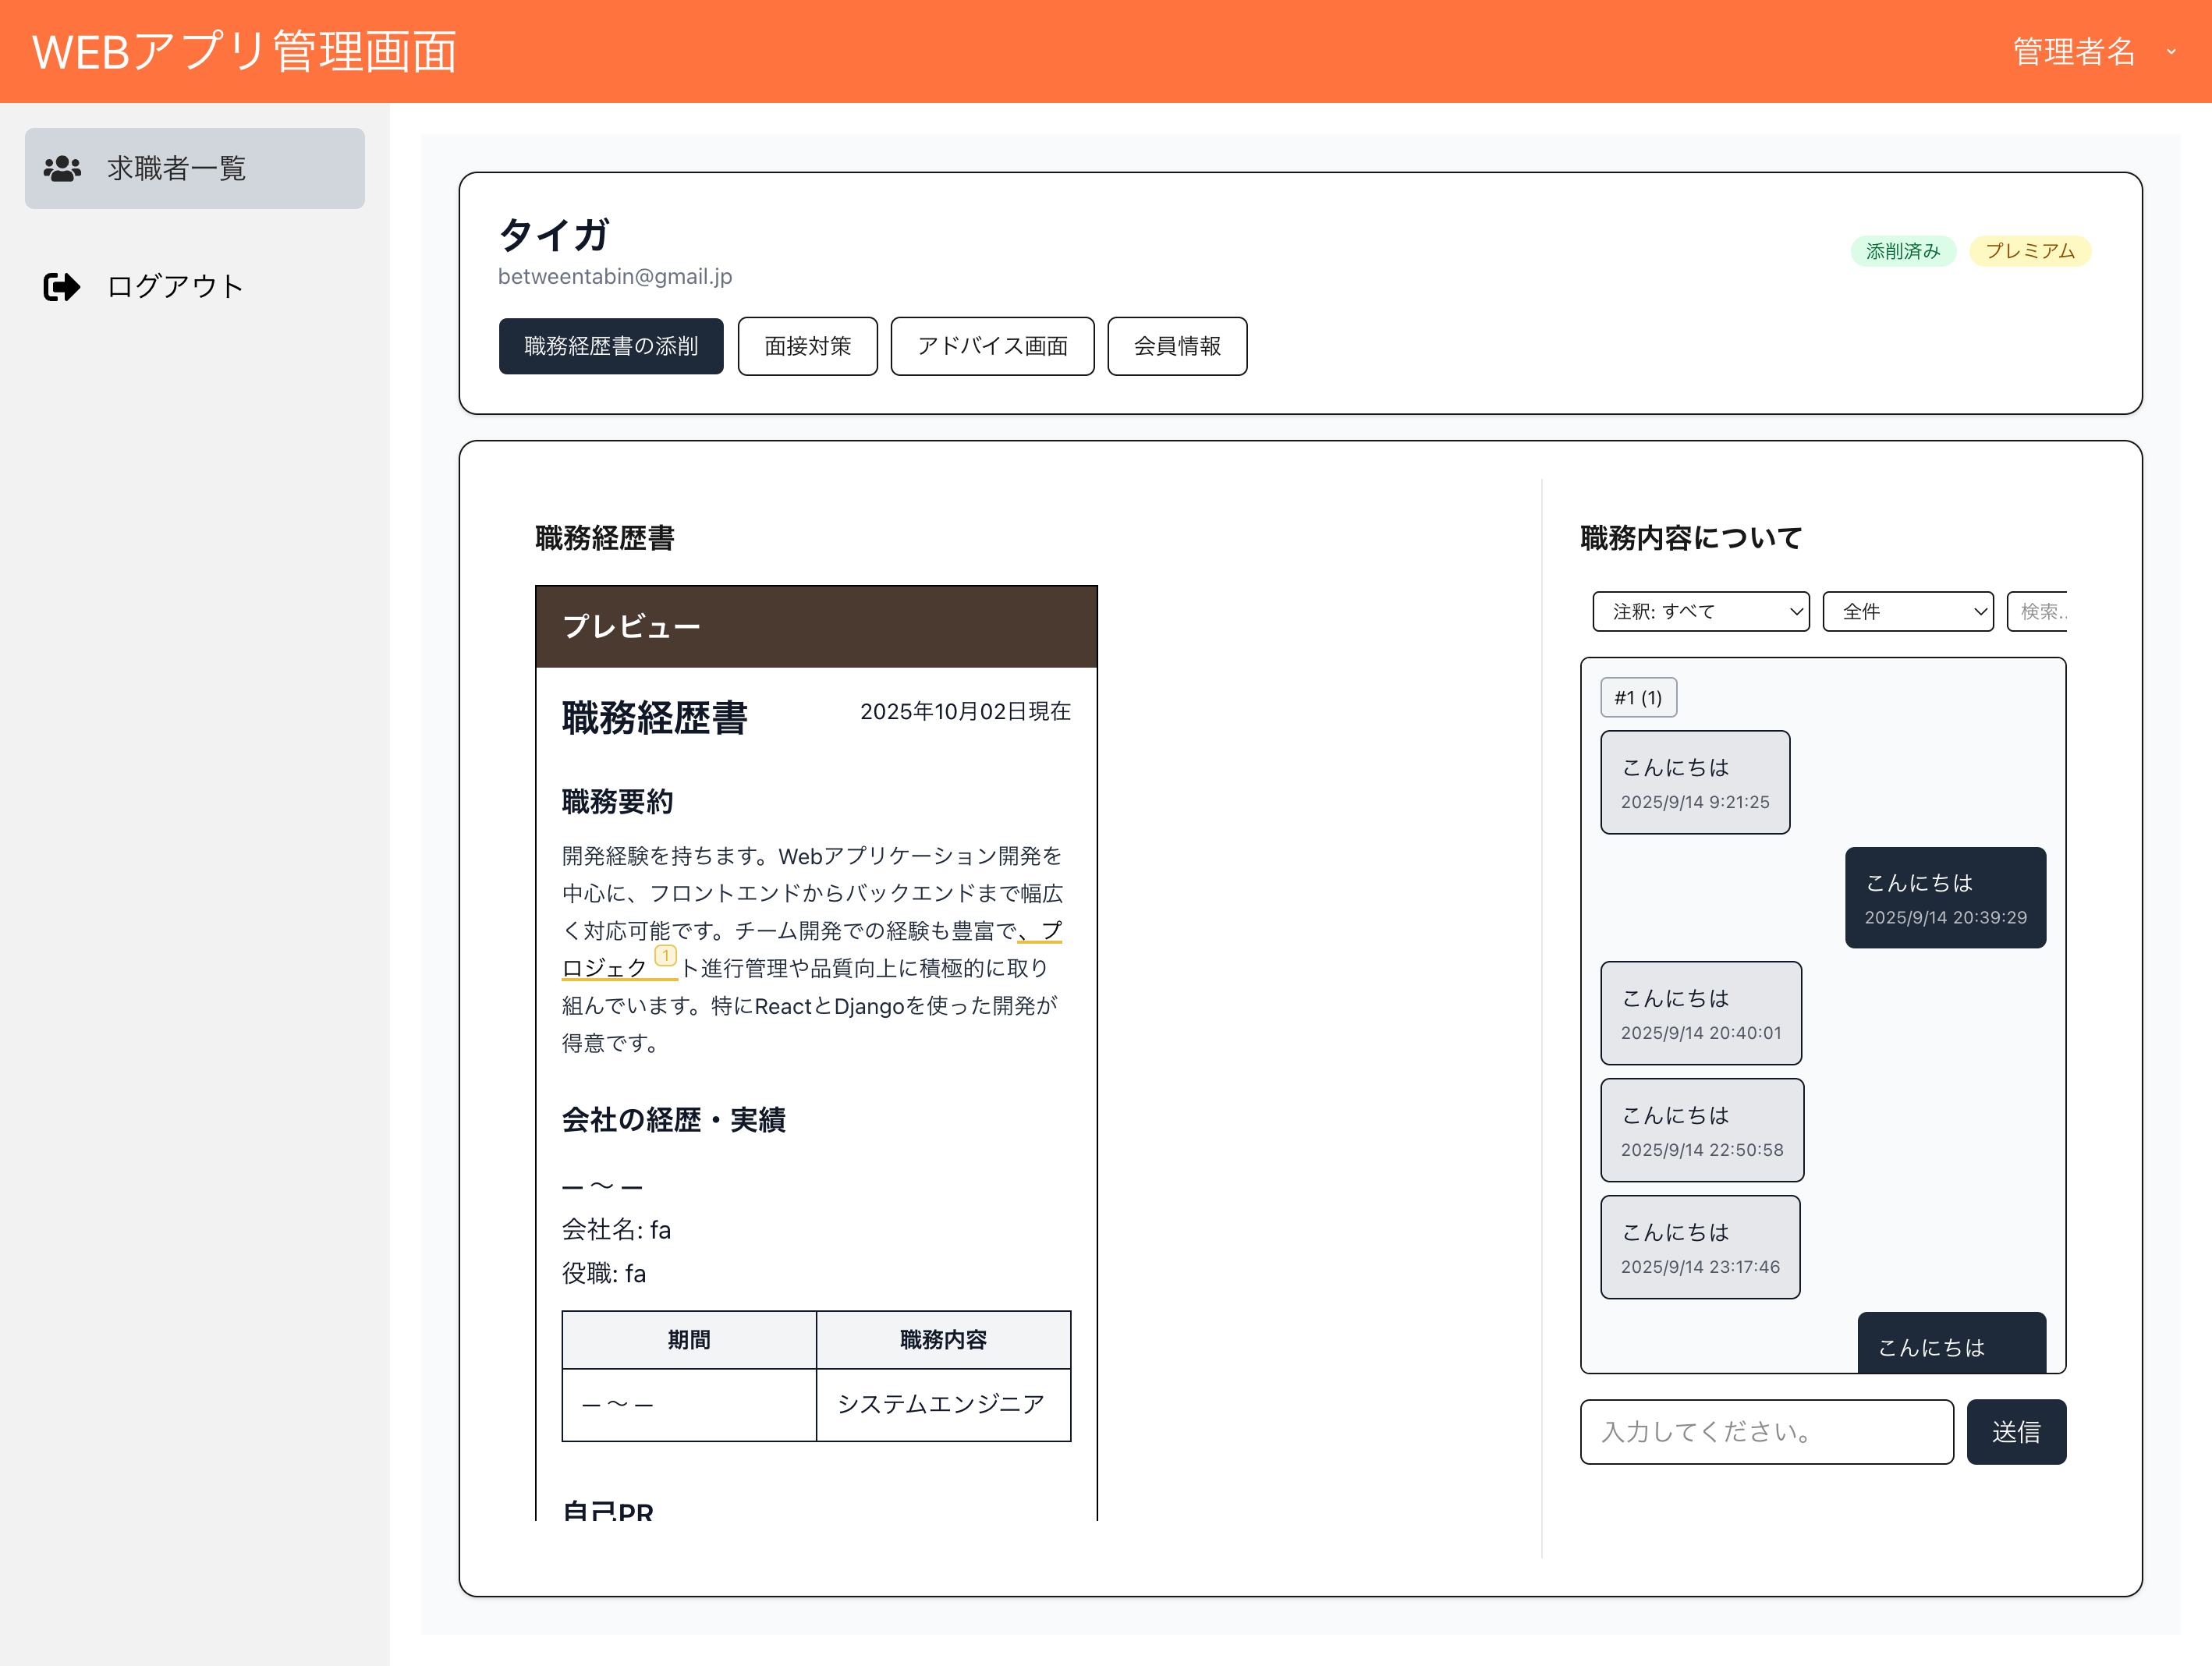 WEBアプリ管理画面
管理者名
求職者一覧
ログアウト
タイガ
betweentabin@gmail.jp
添削済み
プレミアム
職務経歴書の添削
面接対策
アドバイス画面
会員情報
職務経歴書
プレビュー
職務経歴書
2025年10月02日現在
職務要約
開発経験を持ちます。Webアプリケーション開発を
中心に、フロントエンドからバックエンドまで幅広
く対応可能です。チーム開発での経験も豊富で、プ
ロジェク 1 ト進行管理や品質向上に積極的に取り
組んでいます。特にReactとDjangoを使った開発が
得意です。
会社の経歴・実績
— 〜 —
会社名: fa
役職: fa
期間
職務内容
— 〜 —
システムエンジニア
自己PR
職務内容について
注釈: すべて
全件
検索..
#1 (1)
こんにちは
2025/9/14 9:21:25
こんにちは
2025/9/14 20:39:29
こんにちは
2025/9/14 20:40:01
こんにちは
2025/9/14 22:50:58
こんにちは
2025/9/14 23:17:46
こんにちは
入力してください。
送信